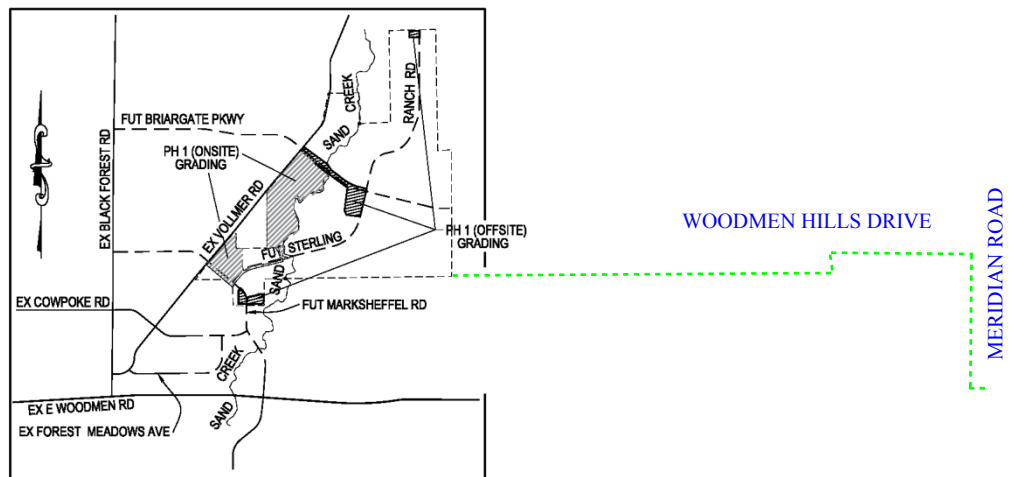 FUT BRIARGATE PKWY
PH 1 (ONSITE)
GRADING
EX BLACK FOREST RD
EX VOLLMER RD
SAND
CREEK
RANCH RD
FUT STERLING
SAND
PH 1 (OFFSITE)
GRADING
EX COWPOKE RD
FUT MARKSHEFFEL RD
CREEK
SAND
EX E WOODMEN RD
EX FOREST MEADOWS AVE
WOODMEN HILLS DRIVE
MERIDIAN ROAD